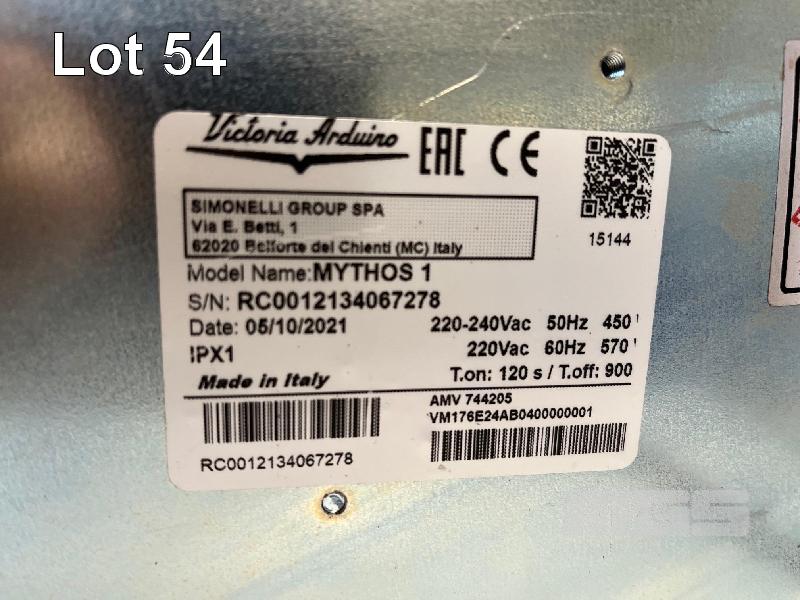 Lot 54
Victoria Arduino EAC CE
SIMONELLI GROUP SPA
Via E. Betti, 1
62020 Belforte del Chienti (MC) Italy
15144
Model Name:MYTHOS 1
S/N: RC0012134067278
Date: 05/10/2021 220-240Vac 50Hz 450
IPX1 220Vac 60Hz 570
Made in Italy T.on: 120 s / T.off: 900
AMV 744205
VM176E24AB0400000001
RC0012134067278